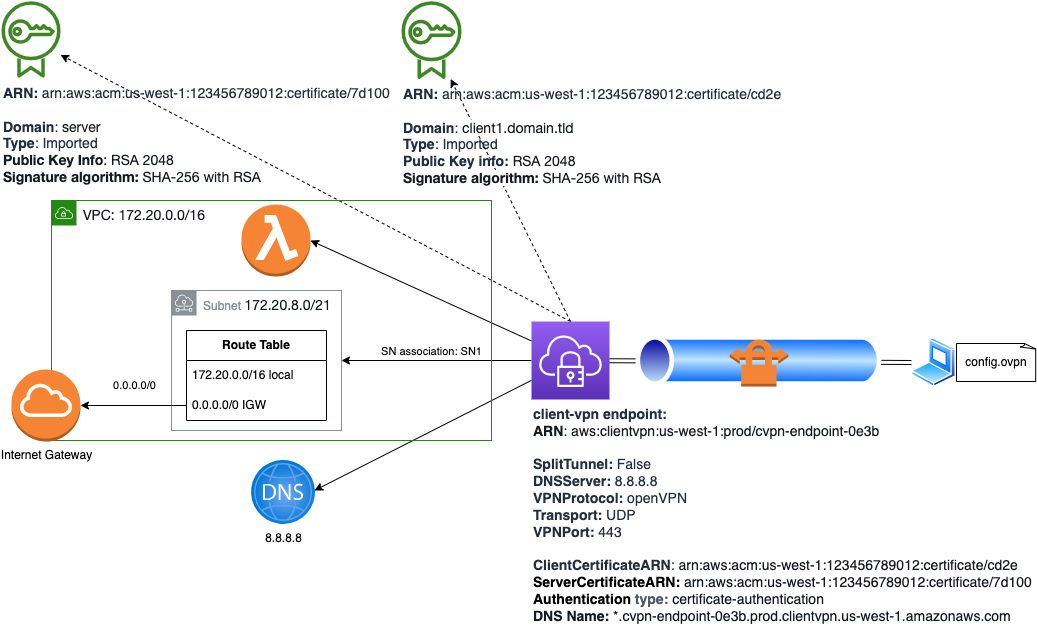 ARN: arn:aws:acm:us-west-1:123456789012:certificate/7d100
Domain: server
Type: Imported
Public Key Info: RSA 2048
Signature algorithm: SHA-256 with RSA
ARN: arn:aws:acm:us-west-1:123456789012:certificate/cd2e
Domain: client1.domain.tld
Type: Imported
Public Key info: RSA 2048
Signature algorithm: SHA-256 with RSA
VPC: 172.20.0.0/16
Subnet 172.20.8.0/21
Route Table
172.20.0.0/16 local
0.0.0.0/0 IGW
0.0.0.0/0
Internet Gateway
SN association: SN1
config.ovpn
DNS
8.8.8.8
client-vpn endpoint:
ARN: aws:clientvpn:us-west-1:prod/cvpn-endpoint-0e3b
SplitTunnel: False
DNSServer: 8.8.8.8
VPNProtocol: openVPN
Transport: UDP
VPNPort: 443
ClientCertificateARN: arn:aws:acm:us-west-1:123456789012:certificate/cd2e
ServerCertificateARN: arn:aws:acm:us-west-1:123456789012:certificate/7d100
Authentication type: certificate-authentication
DNS Name: *.cvpn-endpoint-0e3b.prod.clientvpn.us-west-1.amazonaws.com